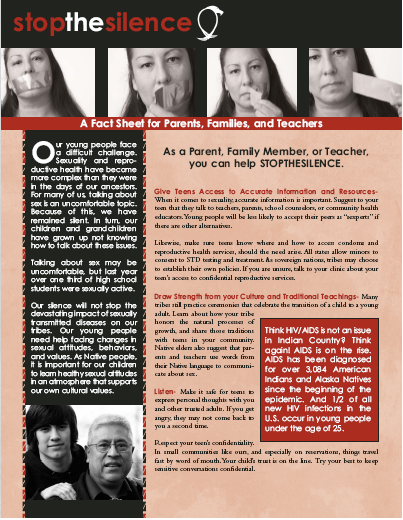 stopthesilence
A Fact Sheet for Parents, Families, and Teachers
Our young people face
a difficult challenge.
Sexuality and repro-
ductive health have become
more complex than they were
in the days of our ancestors.
For many of us, talking about
sex is an uncomfortable topic.
Because of this, we have
remained silent. In turn, our
children and grandchildren
have grown up not knowing
how to talk about these issues.
Talking about sex may be
uncomfortable, but last year
over one third of high school
students were sexually active.
Our silence will not stop the
devastating impact of sexually
transmitted diseases on our
tribes. Our young people
need help facing changes in
sexual attitudes, behaviors,
and values. As Native people,
it is important for our children
to learn healthy sexual attitudes
in an atmosphere that supports
our own cultural values.
As a Parent, Family Member, or Teacher,
you can help STOPTHESILENCE.
Give Teens Access to Accurate Information and Resources-
When it comes to sexuality, accurate information is important. Suggest to your
teen that they talk to teachers, parents, school counselors, or community health
educators. Young people will be less likely to accept their peers as "experts" if
there are other alternatives.
Likewise, make sure teens know where and how to access condoms and
reproductive health services, should the need arise. All states allow minors to
consent to STD testing and treatment. As sovereign nations, tribes may choose
to establish their own policies. If you are unsure, talk to your clinic about your
teen's access to confidential reproductive services.
Draw Strength from your Culture and Traditional Teachings- Many
tribes still practice ceremonies that celebrate the transition of a child to a young
adult. Learn about how your tribe
honors the natural processes of
growth, and share those traditions
with teens in your community.
Native elders also suggest that par-
ents and teachers use words from
their Native language to communi-
cate about sex.
Listen- Make it safe for teens to
express personal thoughts with you
and other trusted adults. If you get
angry, they may not come back to
you a second time.
Think HIV/AIDS is not an issue
in Indian Country? Think
again! AIDS is on the rise.
AIDS has been diagnosed
for over 3,084 American
Indians and Alaska Natives
since the beginning of the
epidemic. And 1/2 of all
new HIV infections in the
U.S. occur in young people
under the age of 25.
Respect your teen's confidentiality.
In small communities like ours, and especially on reservations, things travel
fast by word of mouth. Your child's trust is on the line. Try your best to keep
sensitive conversations confidential.